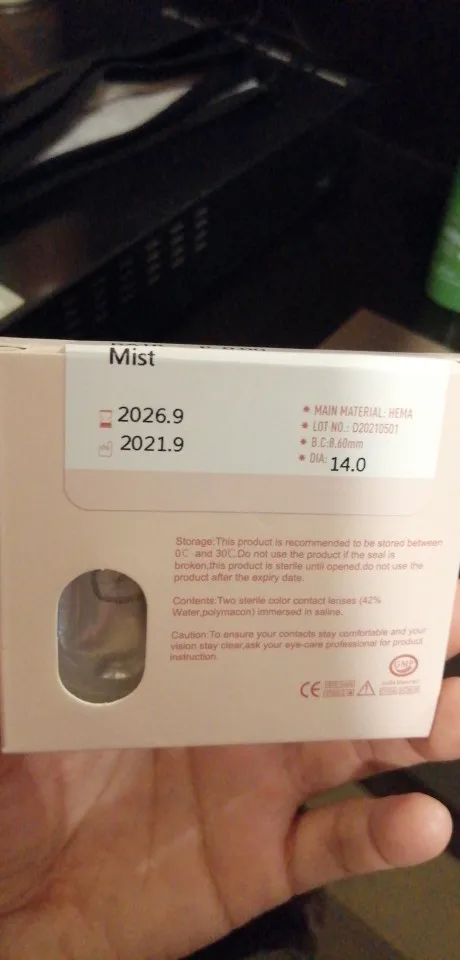 Mist
2026.9
2021.9
MAIN MATERIAL: HEMA
LOT NO.: D20210501
B.C:8.60mm
DIA: 14.0
Storage:This product is recommended to be stored between
0℃ and 30℃.Do not use the product if the seal is
broken,this product is sterile until opened.do not use the
product after the expiry date.
Contents:Two sterile color contact lenses (42%
Water,polymacon) immersed in saline.
Caution:To ensure your contacts stay comfortable and your
vision stay clear,ask your eye-care professional for product
instruction.
GMP
CE